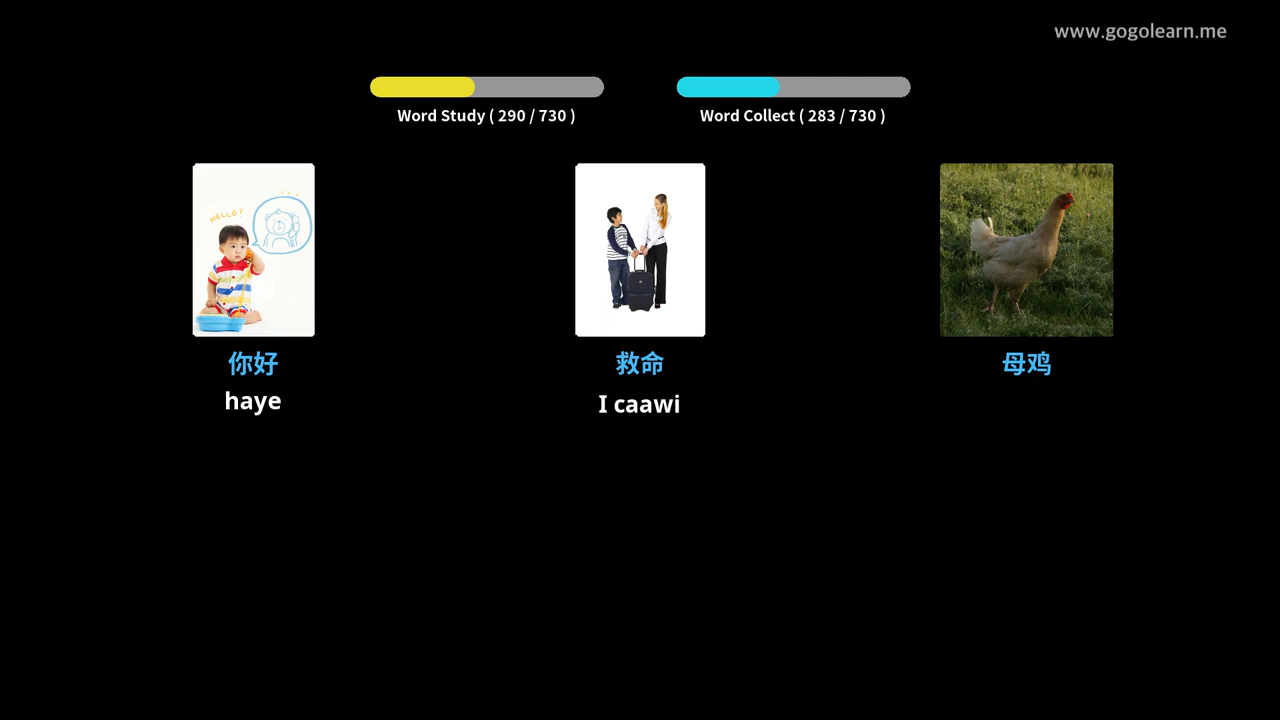 www.gogolearn.me
Word Study ( 290 / 730 )
Word Collect ( 283 / 730 )
HELLO?
你好
haye
救命
I caawi
母鸡